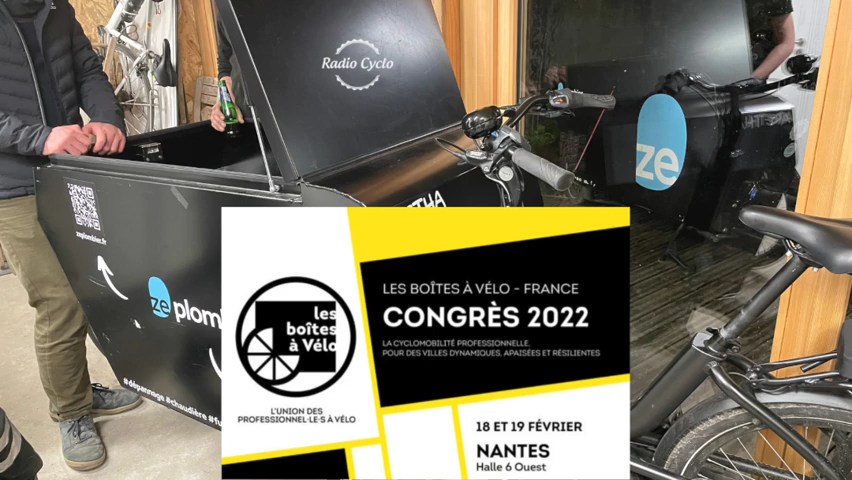 Radio Cyclo
ze
zeplombier.fr
ze plom
#dépannage #chaudière
les
boîtes
à Vélo
L'UNION DES
PROFESSIONNEL·LE·S À VÉLO
LES BOÎTES À VÉLO - FRANCE
CONGRÈS 2022
LA CYCLOMOBILITÉ PROFESSIONNELLE,
POUR DES VILLES DYNAMIQUES, APAISÉES ET RÉSILIENTES
18 ET 19 FÉVRIER
NANTES
Halle 6 Ouest